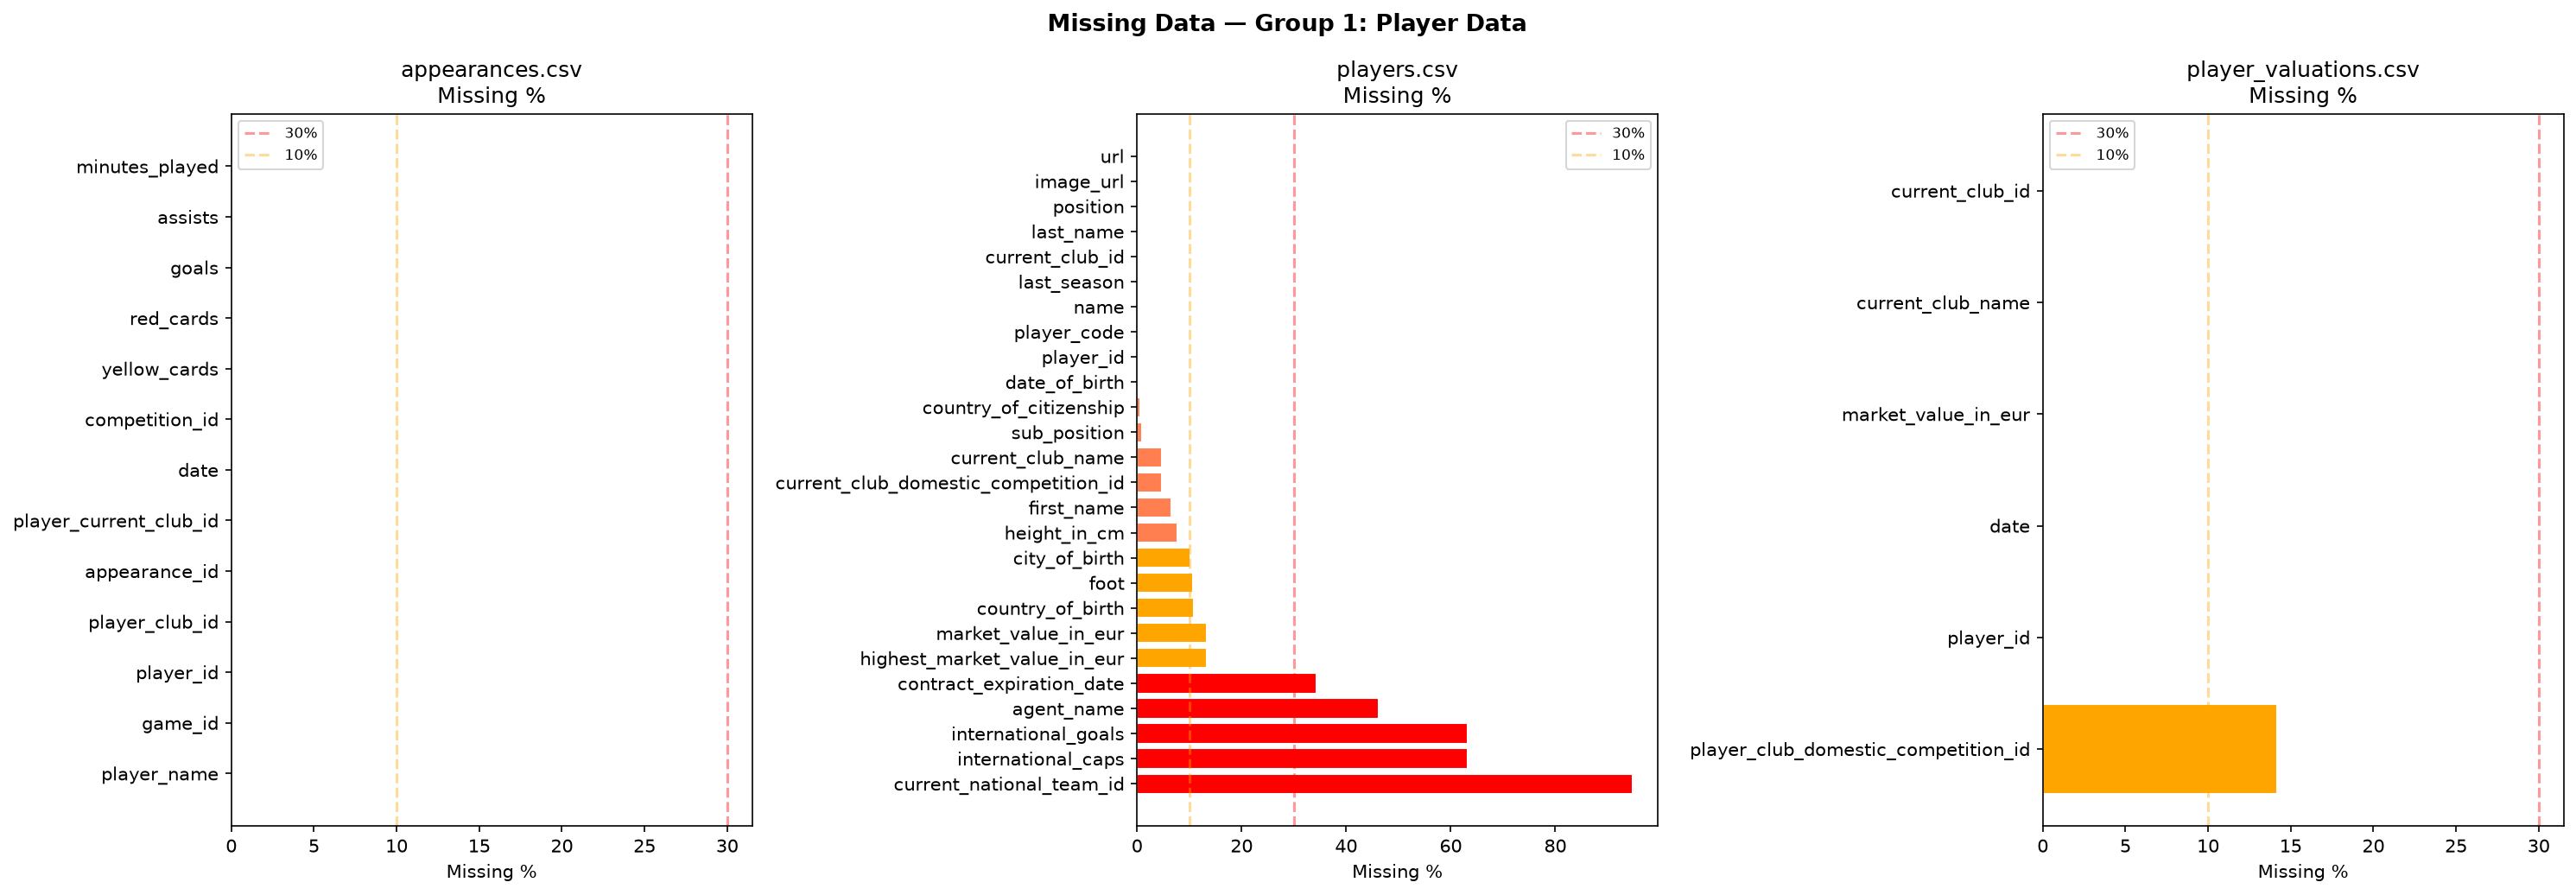 Missing Data — Group 1: Player Data
appearances.csv
Missing %
30%
10%
minutes_played
assists
goals
red_cards
yellow_cards
competition_id
date
player_current_club_id
appearance_id
player_club_id
player_id
game_id
player_name
0 5 10 15 20 25 30
Missing %
players.csv
Missing %
30%
10%
url
image_url
position
last_name
current_club_id
last_season
name
player_code
player_id
date_of_birth
country_of_citizenship
sub_position
current_club_name
current_club_domestic_competition_id
first_name
height_in_cm
city_of_birth
foot
country_of_birth
market_value_in_eur
highest_market_value_in_eur
contract_expiration_date
agent_name
international_goals
international_caps
current_national_team_id
0 20 40 60 80
Missing %
player_valuations.csv
Missing %
30%
10%
current_club_id
current_club_name
market_value_in_eur
date
player_id
player_club_domestic_competition_id
0 5 10 15 20 25 30
Missing %